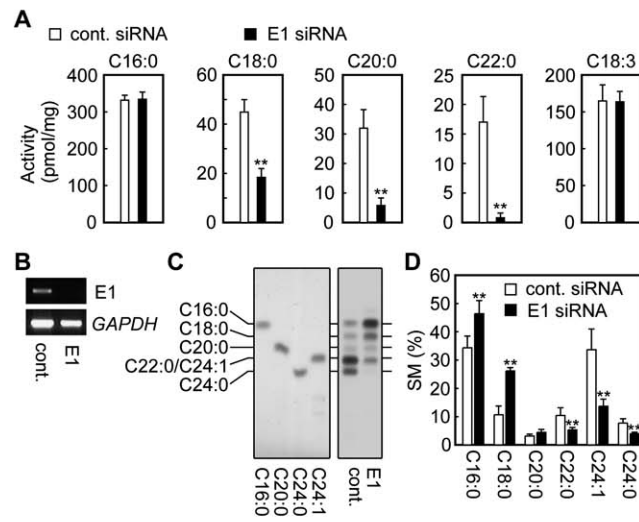 A
cont. siRNA
E1 siRNA
C16:0
C18:0
C20:0
C22:0
C18:3
Activity
(pmol/mg)
400
300
200
100
0
60
40
20
0
50
40
30
20
10
0
25
20
15
10
5
0
200
150
100
50
0
**
**
**
B
E1
GAPDH
cont.
E1
C
C16:0
C18:0
C20:0
C22:0/C24:1
C24:0
C16:0
C20:0
C24:0
C24:1
cont.
E1
D
cont. siRNA
E1 siRNA
SM (%)
60
50
40
30
20
10
0
**
**
**
**
**
C16:0
C18:0
C20:0
C22:0
C24:1
C24:0